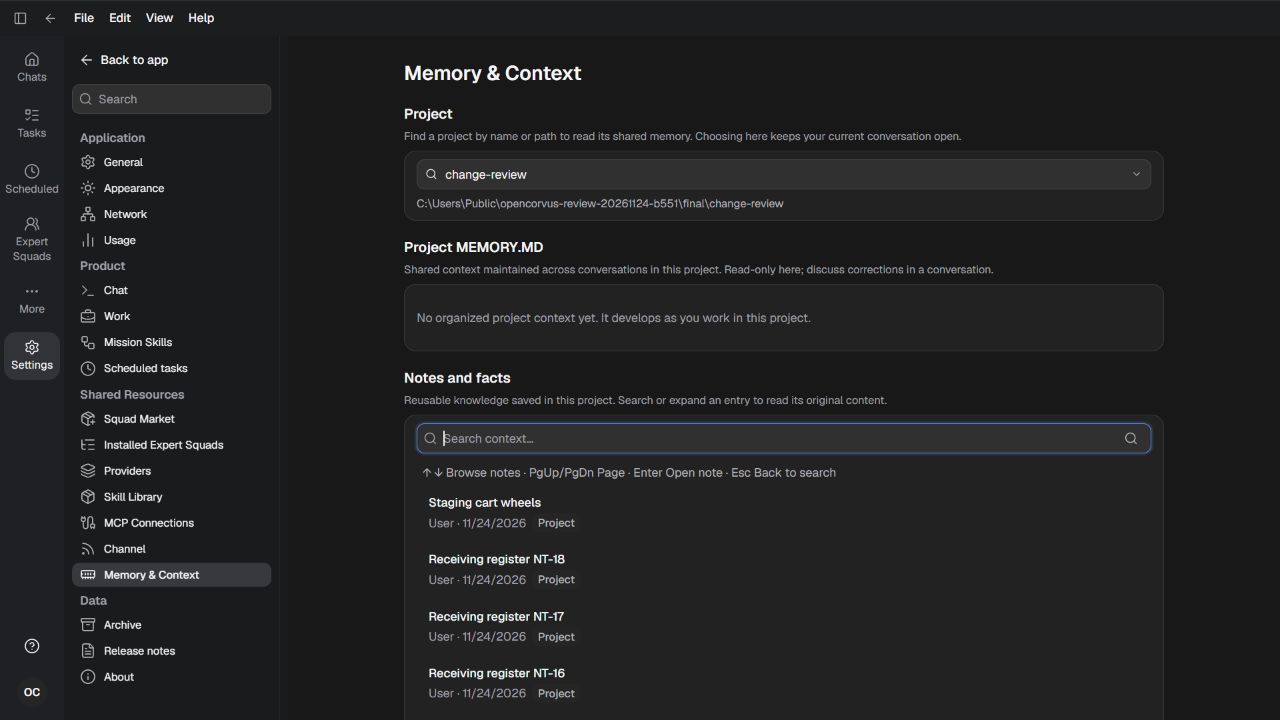 File Edit View Help
Chats
Tasks
Scheduled
Expert
Squads
More
Settings
OC
Back to app
Search
Application
General
Appearance
Network
Usage
Product
Chat
Work
Mission Skills
Scheduled tasks
Shared Resources
Squad Market
Installed Expert Squads
Providers
Skill Library
MCP Connections
Channel
Memory & Context
Data
Archive
Release notes
About
Memory & Context
Project
Find a project by name or path to read its shared memory. Choosing here keeps your current conversation open.
change-review
C:\Users\Public\opencorvus-review-20261124-b551\final\change-review
Project MEMORY.MD
Shared context maintained across conversations in this project. Read-only here; discuss corrections in a conversation.
No organized project context yet. It develops as you work in this project.
Notes and facts
Reusable knowledge saved in this project. Search or expand an entry to read its original content.
Search context...
↑↓ Browse notes · PgUp/PgDn Page · Enter Open note · Esc Back to search
Staging cart wheels
User · 11/24/2026 Project
Receiving register NT-18
User · 11/24/2026 Project
Receiving register NT-17
User · 11/24/2026 Project
Receiving register NT-16
User · 11/24/2026 Project